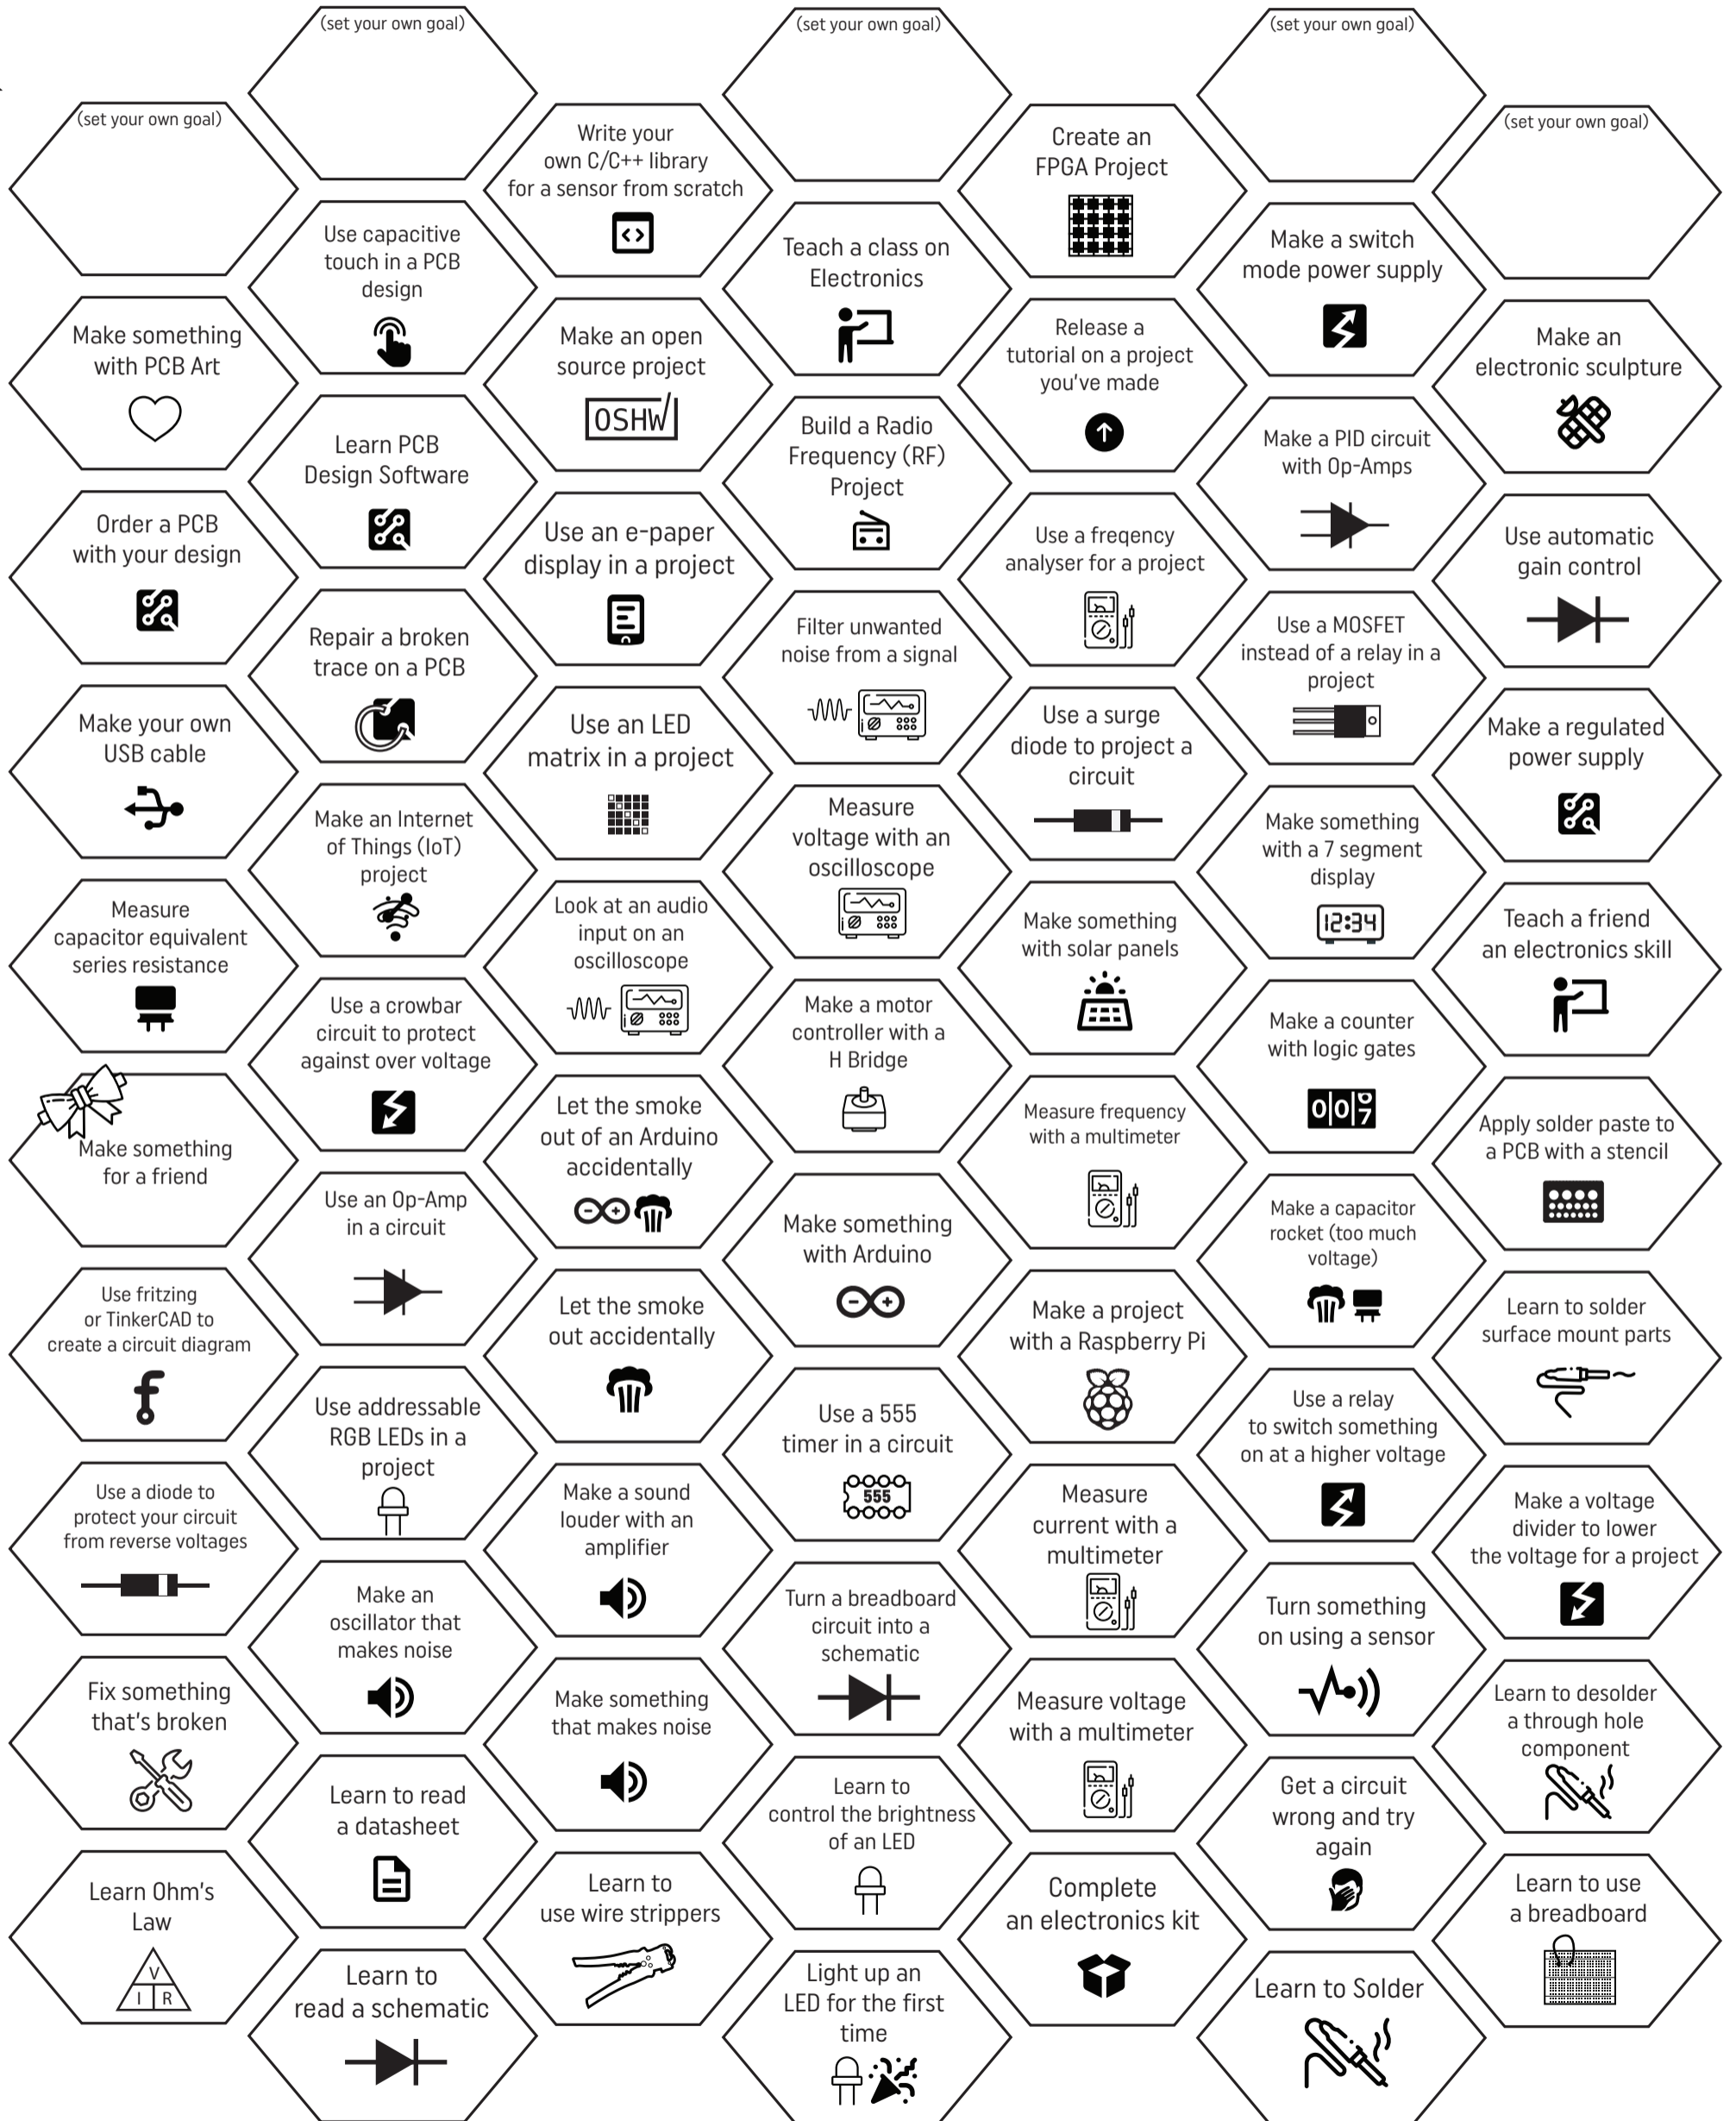 (set your own goal)
(set your own goal)
(set your own goal)
(set your own goal)
(set your own goal)
Write your
own C/C++ library
for a sensor from scratch
Create an
FPGA Project
Use capacitive
touch in a PCB
design
Teach a class on
Electronics
Make a switch
mode power supply
Make something
with PCB Art
Make an open
source project
OSHW
Release a
tutorial on a project
you've made
Make an
electronic sculpture
Learn PCB
Design Software
Build a Radio
Frequency (RF)
Project
Make a PID circuit
with Op-Amps
Order a PCB
with your design
Use an e-paper
display in a project
Use a freqency
analyser for a project
Use automatic
gain control
Repair a broken
trace on a PCB
Filter unwanted
noise from a signal
Use a MOSFET
instead of a relay in a
project
Make your own
USB cable
Use an LED
matrix in a project
Use a surge
diode to project a
circuit
Make a regulated
power supply
Make an Internet
of Things (IoT)
project
Measure
voltage with an
oscilloscope
Make something
with a 7 segment
display
12:34
Measure
capacitor equivalent
series resistance
Look at an audio
input on an
oscilloscope
Make something
with solar panels
Teach a friend
an electronics skill
Use a crowbar
circuit to protect
against over voltage
Make a motor
controller with a
H Bridge
Make a counter
with logic gates
007
Make something
for a friend
Let the smoke
out of an Arduino
accidentally
Measure frequency
with a multimeter
Apply solder paste to
a PCB with a stencil
Use an Op-Amp
in a circuit
Make something
with Arduino
Make a capacitor
rocket (too much
voltage)
Use fritzing
or TinkerCAD to
create a circuit diagram
Let the smoke
out accidentally
Make a project
with a Raspberry Pi
Learn to solder
surface mount parts
Use addressable
RGB LEDs in a
project
Use a 555
timer in a circuit
555
Use a relay
to switch something
on at a higher voltage
Use a diode to
protect your circuit
from reverse voltages
Make a sound
louder with an
amplifier
Measure
current with a
multimeter
Make a voltage
divider to lower
the voltage for a project
Make an
oscillator that
makes noise
Turn a breadboard
circuit into a
schematic
Turn something
on using a sensor
Fix something
that's broken
Make something
that makes noise
Measure voltage
with a multimeter
Learn to desolder
a through hole
component
Learn to read
a datasheet
Learn to
control the brightness
of an LED
Get a circuit
wrong and try
again
Learn Ohm's
Law
V
I R
Learn to
use wire strippers
Complete
an electronics kit
Learn to use
a breadboard
Learn to
read a schematic
Light up an
LED for the first
time
Learn to Solder